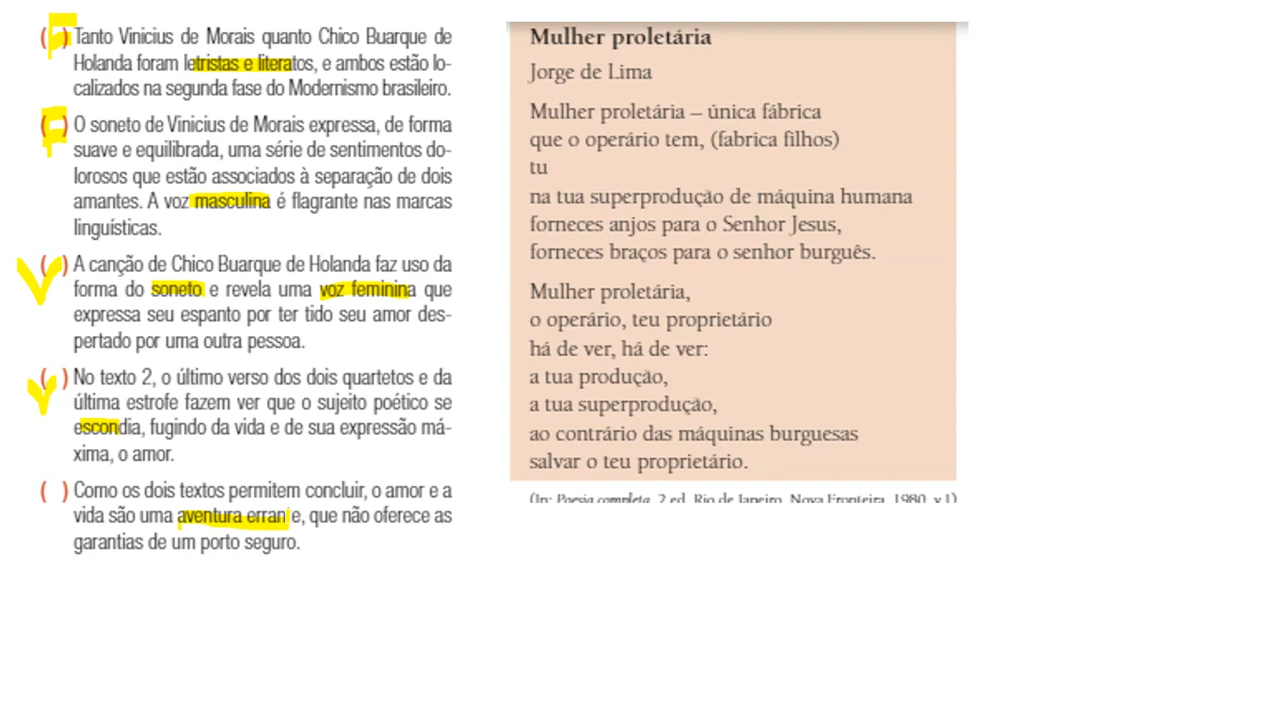 ( ) Tanto Vinicius de Morais quanto Chico Buarque de
Holanda foram letristas e literatos, e ambos estão lo-
calizados na segunda fase do Modernismo brasileiro.
( ) O soneto de Vinicius de Morais expressa, de forma
suave e equilibrada, uma série de sentimentos do-
lorosos que estão associados à separação de dois
amantes. A voz masculina é flagrante nas marcas
linguísticas.
( ) A canção de Chico Buarque de Holanda faz uso da
forma do soneto e revela uma voz feminina que
expressa seu espanto por ter tido seu amor des-
pertado por uma outra pessoa.
( ) No texto 2, o último verso dos dois quartetos e da
última estrofe fazem ver que o sujeito poético se
escondia, fugindo da vida e de sua expressão má-
xima, o amor.
( ) Como os dois textos permitem concluir, o amor e a
vida são uma aventura errante, que não oferece as
garantias de um porto seguro.
Mulher proletária
Jorge de Lima
Mulher proletária – única fábrica
que o operário tem, (fabrica filhos)
tu
na tua superprodução de máquina humana
forneces anjos para o Senhor Jesus,
forneces braços para o senhor burguês.
Mulher proletária,
o operário, teu proprietário
há de ver, há de ver:
a tua produção,
a tua superprodução,
ao contrário das máquinas burguesas
salvar o teu proprietário.
(In: Poesia completa. 2 ed. Rio de Janeiro, Nova Fronteira, 1980. v.1)